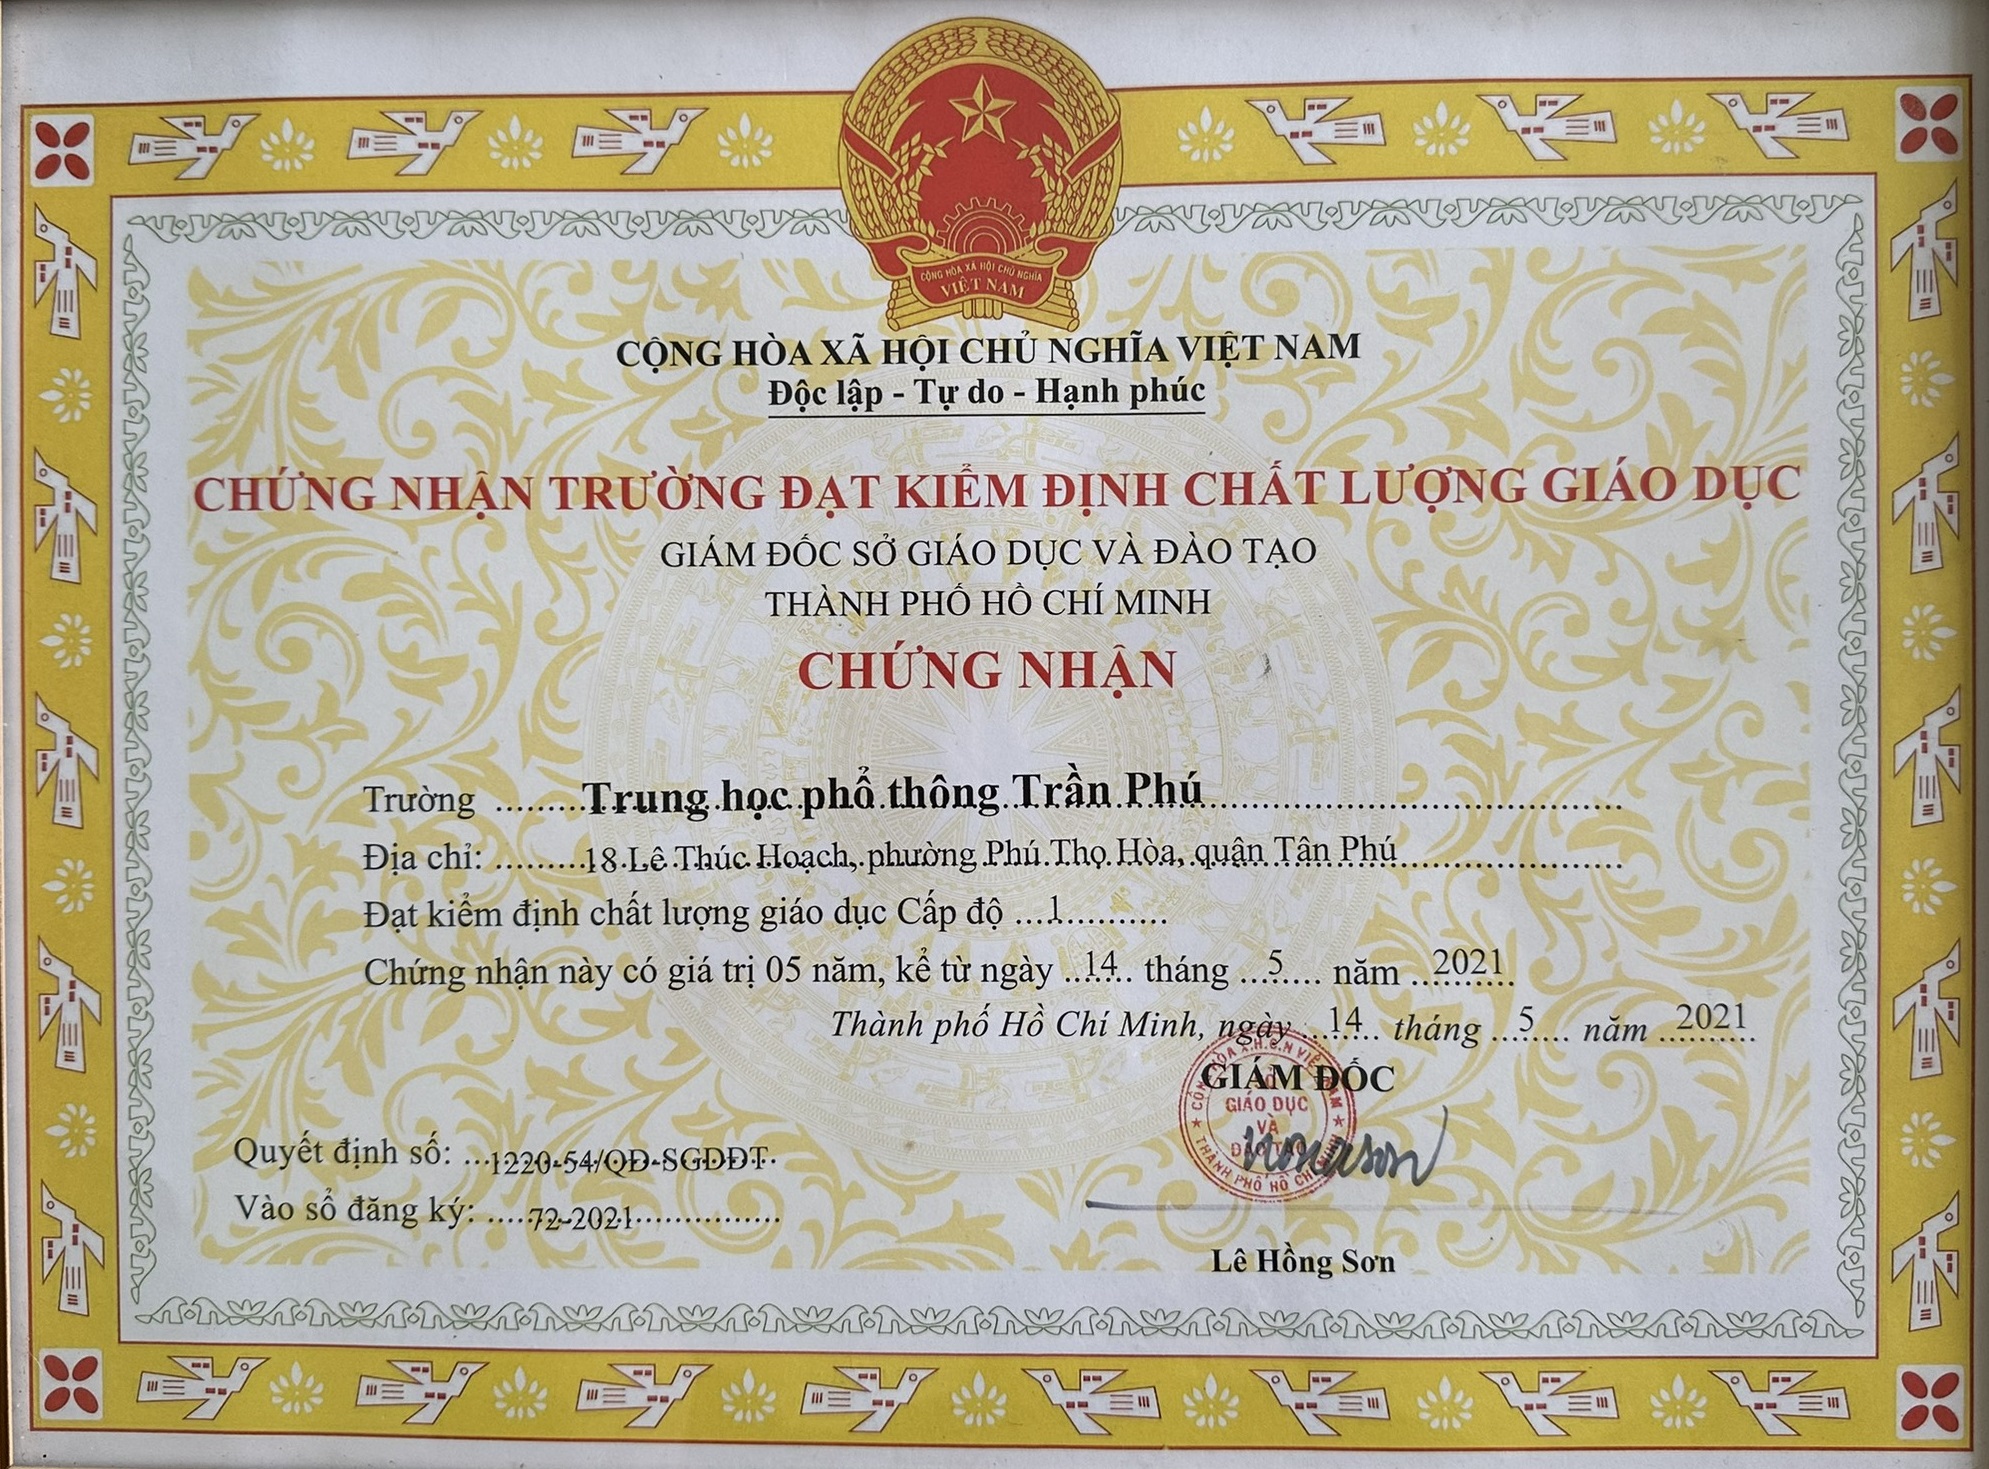 CỘNG HÒA XÃ HỘI CHỦ NGHĨA
VIỆT NAM
CỘNG HÒA XÃ HỘI CHỦ NGHĨA VIỆT NAM
Độc lập - Tự do - Hạnh phúc
CHỨNG NHẬN TRƯỜNG ĐẠT KIỂM ĐỊNH CHẤT LƯỢNG GIÁO DỤC
GIÁM ĐỐC SỞ GIÁO DỤC VÀ ĐÀO TẠO
THÀNH PHỐ HỒ CHÍ MINH
CHỨNG NHẬN
Trường Trung học phổ thông Trần Phú
Địa chỉ: 18 Lê Thúc Hoạch, phường Phú Thọ Hòa, quận Tân Phú
Đạt kiểm định chất lượng giáo dục Cấp độ 1
Chứng nhận này có giá trị 05 năm, kể từ ngày 14 tháng 5 năm 2021
Thành phố Hồ Chí Minh, ngày 14 tháng 5 năm 2021
GIÁM ĐỐC
GIÁO DỤC
VÀ
ĐÀO TẠO
THÀNH PHỐ HỒ CHÍ MINH
Quyết định số: 1220-54/QĐ-SGDĐT
Vào sổ đăng ký: 72-2021
Lê Hồng Sơn